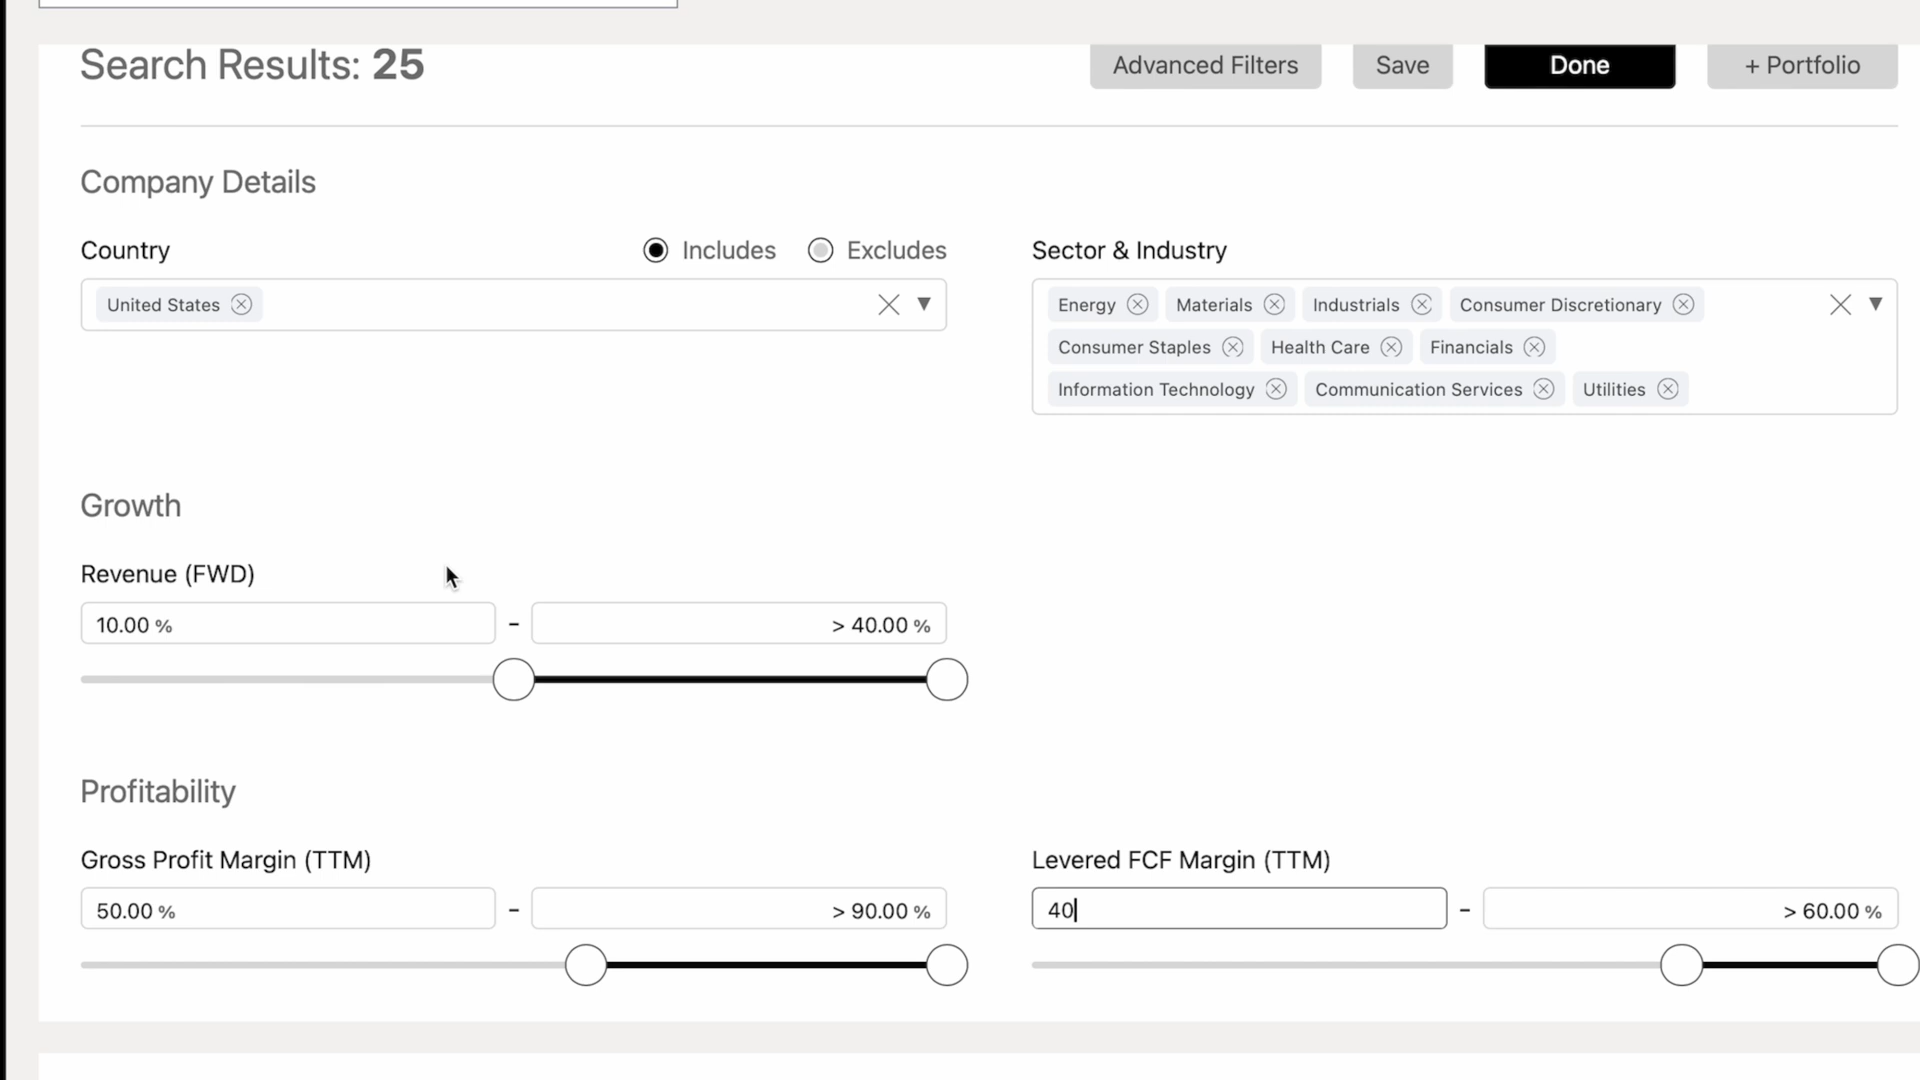 Search Results: 25
Advanced Filters
Save
Done
+ Portfolio
Company Details
Country
Includes
Excludes
United States
Sector & Industry
Energy Materials Industrials Consumer Discretionary
Consumer Staples Health Care Financials
Information Technology Communication Services Utilities
Growth
Revenue (FWD)
10.00 % - > 40.00 %
Profitability
Gross Profit Margin (TTM)
50.00 % - > 90.00 %
Levered FCF Margin (TTM)
40 - > 60.00 %